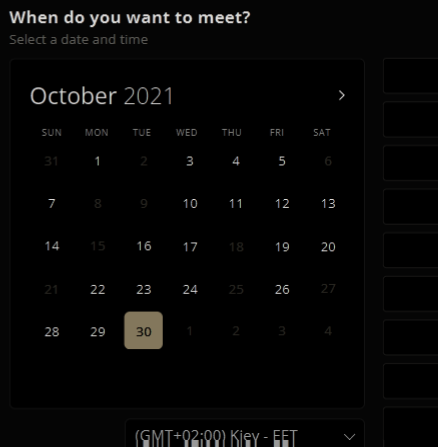 When do you want to meet?
Select a date and time
October 2021
SUN MON TUE WED THU FRI SAT
31 1 2 3 4 5 6
7 8 9 10 11 12 13
14 15 16 17 18 19 20
21 22 23 24 25 26 27
28 29 30 1 2 3 4
(GMT+02:00) Kiev - EET